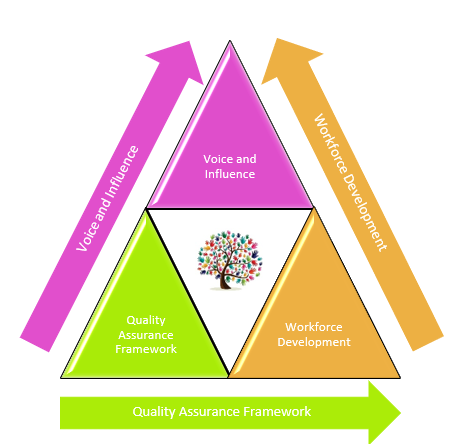 Voice and Influence
Workforce Development
Voice and
Influence
Quality
Assurance
Framework
Workforce
Development
Quality Assurance Framework